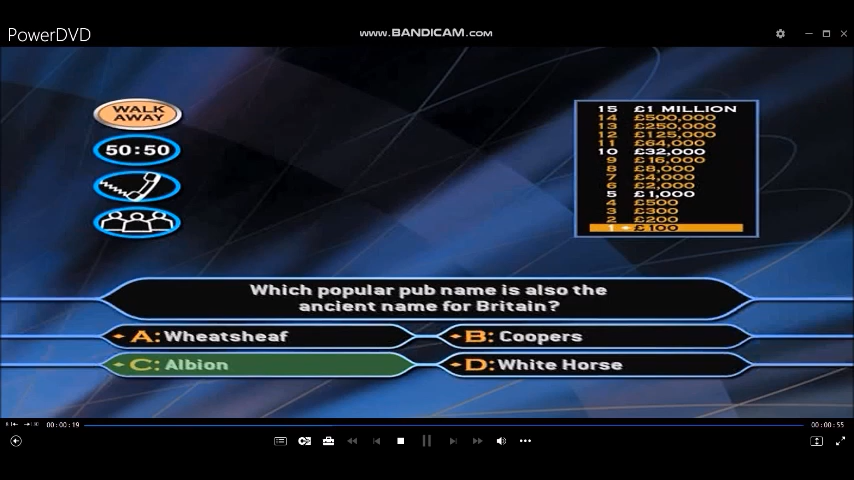 PowerDVD
www.BANDICAM.com
WALK
AWAY
50:50
15 £1 MILLION
14 £500,000
13 £250,000
12 £125,000
11 £64,000
10 £32,000
9 £16,000
8 £8,000
7 £4,000
6 £2,000
5 £1,000
4 £500
3 £300
2 £200
1 £100
Which popular pub name is also the
ancient name for Britain?
A: Wheatsheaf
B: Coopers
C: Albion
D: White Horse
00:00:19
00:00:55